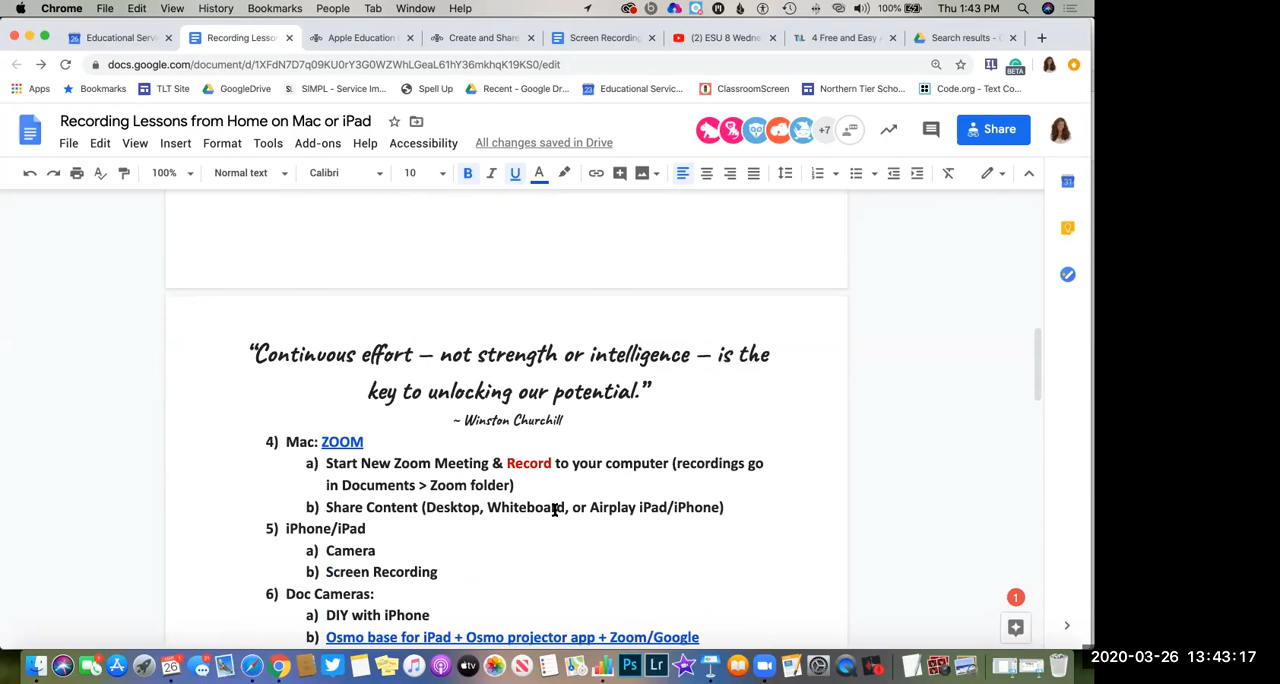 Chrome File Edit View History Bookmarks People Tab Window Help 100% Thu 1:43 PM
Educational Servi Recording Lesson Apple Education Create and Share Screen Recording (2) ESU 8 Wedne 4 Free and Easy Search results -
docs.google.com/document/d/1XFdN7D7q09KU0rY3G0WZWhLGeaL61hY36mkhqK19KS0/edit BETA
Apps Bookmarks TLT Site GoogleDrive SIMPL - Service Im... Spell Up Recent - Google Dr... Educational Servic... ClassroomScreen Northern Tier Scho... Code.org - Text Co...
Recording Lessons from Home on Mac or iPad
+7 Share
File Edit View Insert Format Tools Add-ons Help Accessibility All changes saved in Drive
100% Normal text Calibri 10 B I U A
"Continuous effort – not strength or intelligence – is the
key to unlocking our potential."
~ Winston Churchill
4) Mac: ZOOM
a) Start New Zoom Meeting & Record to your computer (recordings go
in Documents > Zoom folder)
b) Share Content (Desktop, Whiteboard, or Airplay iPad/iPhone)
5) iPhone/iPad
a) Camera
b) Screen Recording
6) Doc Cameras:
a) DIY with iPhone
b) Osmo base for iPad + Osmo projector app + Zoom/Google
1
2020-03-26 13:43:17